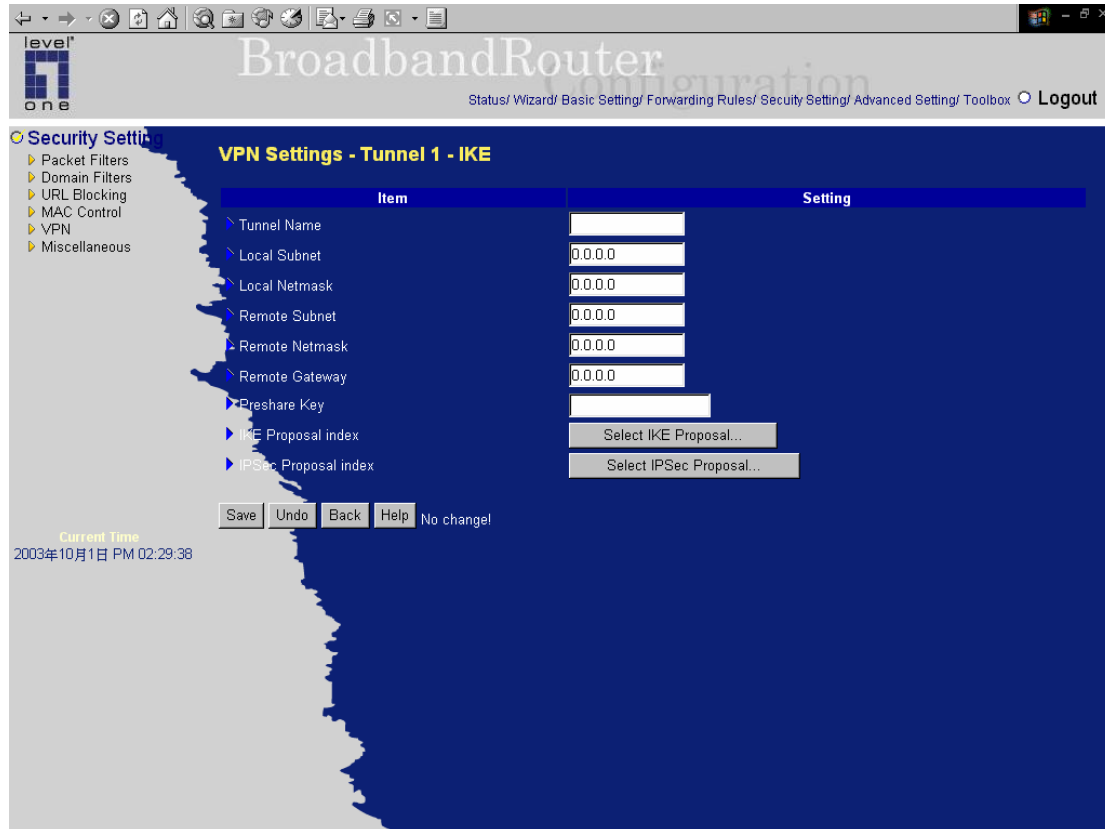 level
one
BroadbandRouter
Configuration
Status/ Wizard/ Basic Setting/ Forwarding Rules/ Secuity Setting/ Advanced Setting/ Toolbox Logout
Security Setting
Packet Filters
Domain Filters
URL Blocking
MAC Control
VPN
Miscellaneous
Current Time
2003年10月1日 PM 02:29:38
VPN Settings - Tunnel 1 - IKE
Item Setting
Tunnel Name
Local Subnet 0.0.0.0
Local Netmask 0.0.0.0
Remote Subnet 0.0.0.0
Remote Netmask 0.0.0.0
Remote Gateway 0.0.0.0
Preshare Key
IKE Proposal index Select IKE Proposal...
IPSec Proposal index Select IPSec Proposal...
Save Undo Back Help No change!